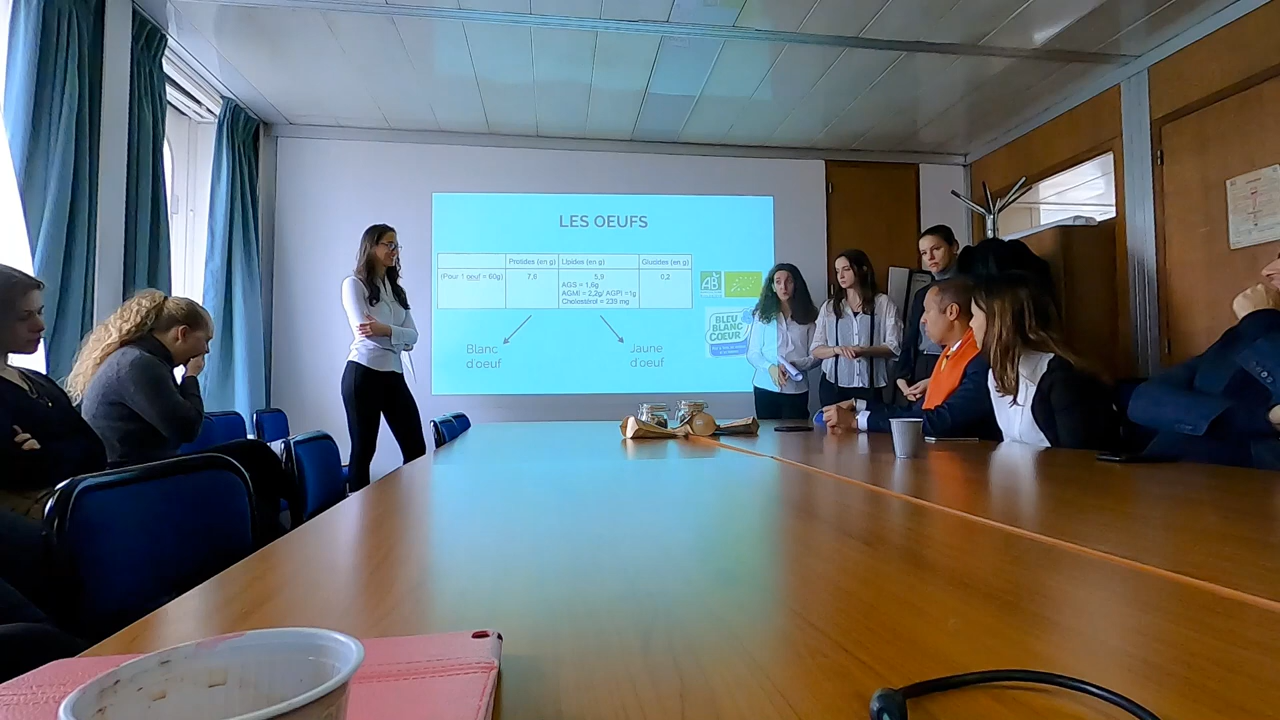 LES OEUFS
Protides (en g) Lipides (en g) Glucides (en g)
(Pour 1 oeuf = 60g) 7,6 5,9 0,2
AGS = 1,6g
AGMI = 2,2g/ AGPI =1g
Cholestérol = 239 mg
AB
BLEU
BLANC
COEUR
Blanc
d'oeuf
Jaune
d'oeuf